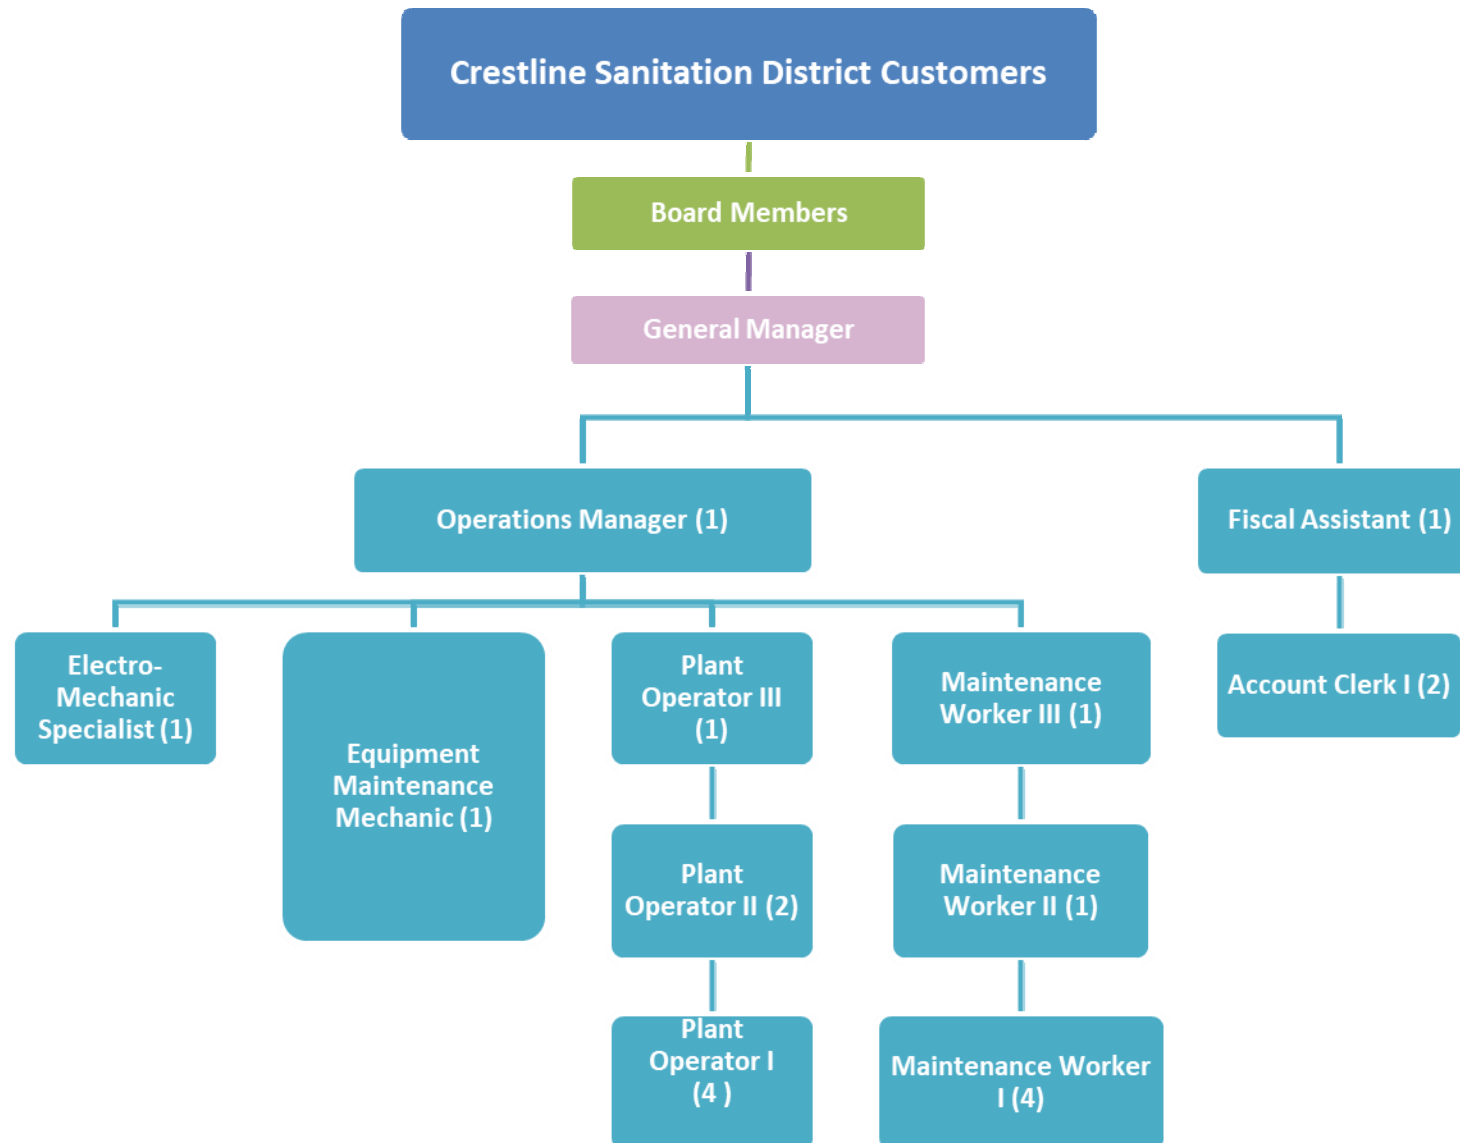 Crestline Sanitation District Customers
Board Members
General Manager
Operations Manager (1)
Fiscal Assistant (1)
Electro-
Mechanic
Specialist (1)
Equipment
Maintenance
Mechanic (1)
Plant
Operator III
(1)
Maintenance
Worker III (1)
Account Clerk I (2)
Plant
Operator II (2)
Maintenance
Worker II (1)
Plant
Operator I
(4 )
Maintenance Worker
I (4)